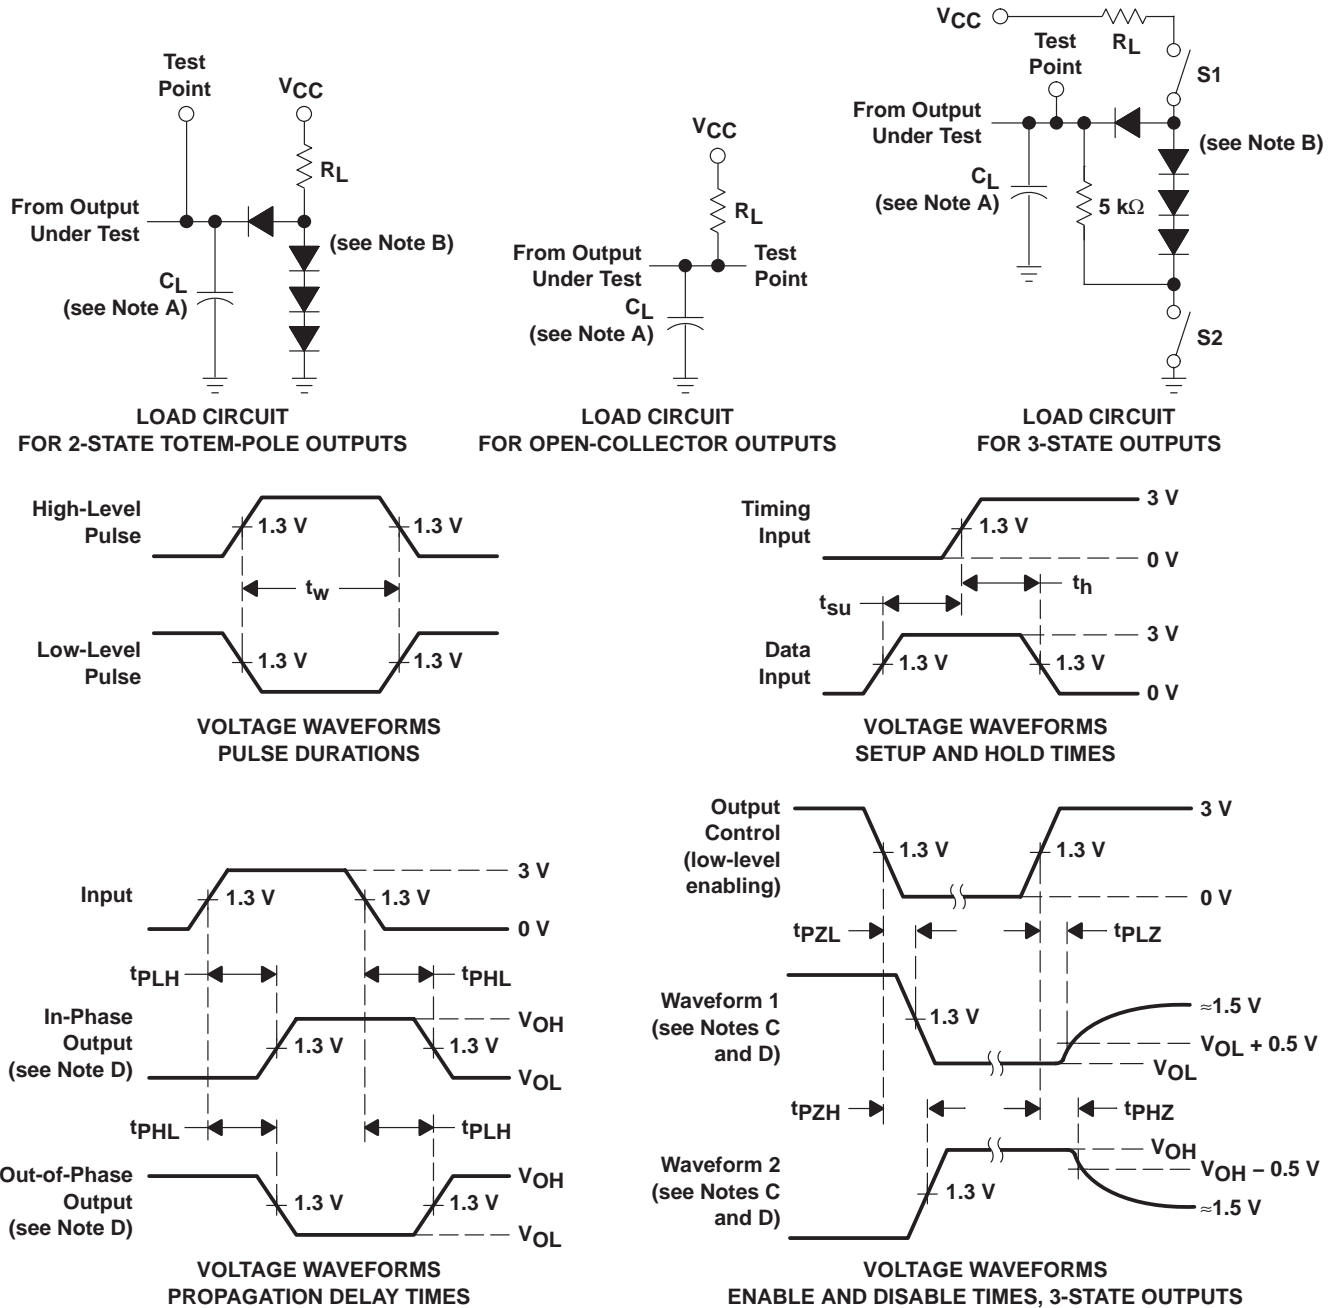 Test
Point
VCC
RL
From Output
Under Test
(see Note B)
CL
(see Note A)
LOAD CIRCUIT
FOR 2-STATE TOTEM-POLE OUTPUTS
VCC
RL
From Output
Under Test
Test
Point
CL
(see Note A)
LOAD CIRCUIT
FOR OPEN-COLLECTOR OUTPUTS
VCC
RL
Test
Point
S1
From Output
Under Test
(see Note B)
CL
(see Note A)
5 kΩ
S2
LOAD CIRCUIT
FOR 3-STATE OUTPUTS
High-Level
Pulse
1.3 V
1.3 V
tw
Low-Level
Pulse
1.3 V
1.3 V
VOLTAGE WAVEFORMS
PULSE DURATIONS
Timing
Input
3 V
1.3 V
0 V
th
tsu
Data
Input
3 V
1.3 V
1.3 V
0 V
VOLTAGE WAVEFORMS
SETUP AND HOLD TIMES
Input
3 V
1.3 V
1.3 V
0 V
tPLH
tPHL
In-Phase
Output
(see Note D)
VOH
1.3 V
1.3 V
VOL
tPHL
tPLH
Out-of-Phase
Output
(see Note D)
VOH
1.3 V
1.3 V
VOL
VOLTAGE WAVEFORMS
PROPAGATION DELAY TIMES
Output
Control
(low-level
enabling)
3 V
1.3 V
1.3 V
0 V
tPZL
tPLZ
Waveform 1
(see Notes C
and D)
1.3 V
≈1.5 V
VOL + 0.5 V
VOL
tPZH
tPHZ
Waveform 2
(see Notes C
and D)
1.3 V
VOH
VOH − 0.5 V
≈1.5 V
VOLTAGE WAVEFORMS
ENABLE AND DISABLE TIMES, 3-STATE OUTPUTS